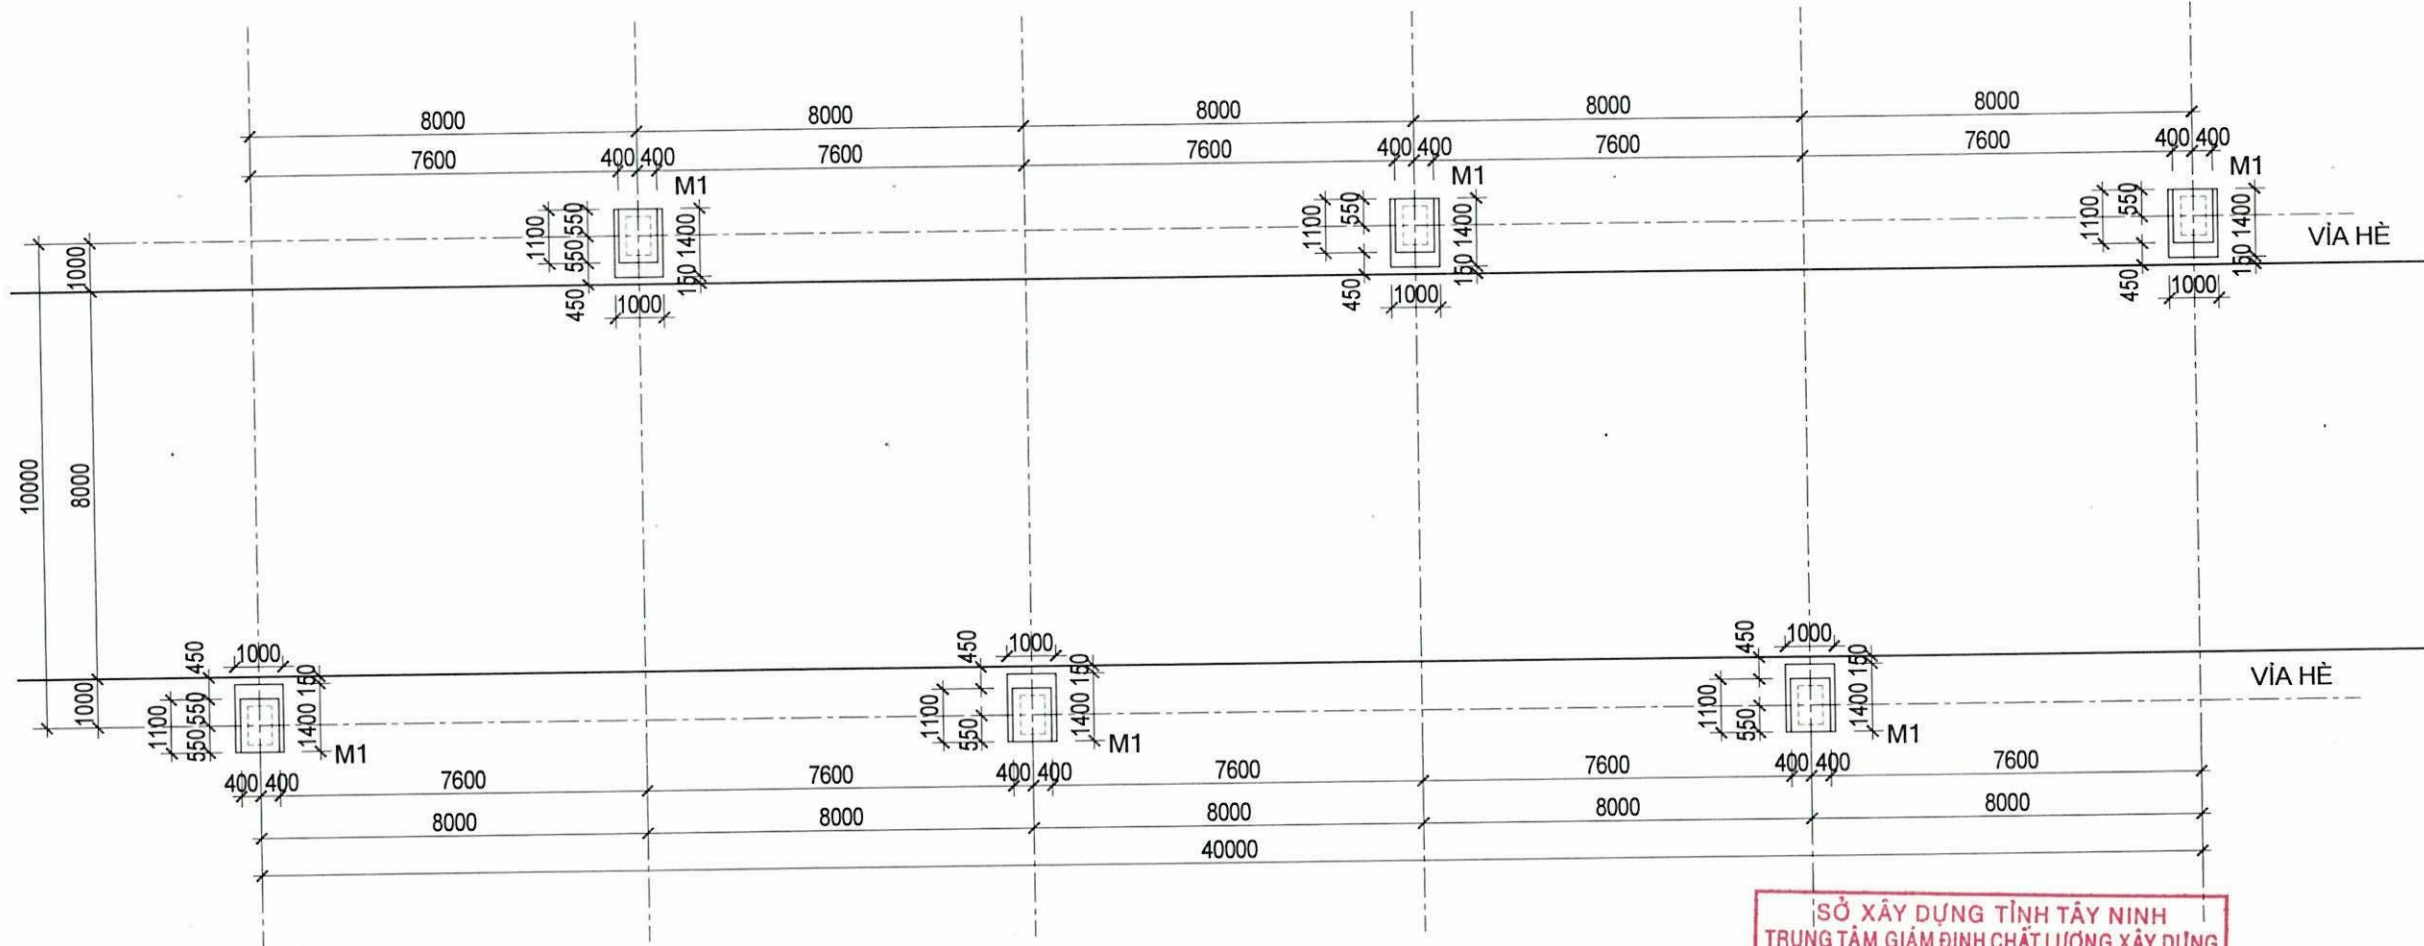 8000 8000 8000 8000 8000
7600 400 400 7600 7600 400 400 7600 7600 400 400
M1 M1 M1
1100 550 550 1400 1100 550 1400 1100 550 1400
VỈA HÈ
1000 450 150 450 150 450 150
1000 1000 1000
10000 8000
450 1000 150 450 1000 150 450 1000 150
VỈA HÈ
1000 1100 550 550 1400 1100 550 1400 1100 550 1400
M1 M1 M1
400 400 7600 7600 400 400 7600 7600 400 400 7600
8000 8000 8000 8000 8000
40000
SỞ XÂY DỰNG TỈNH TÂY NINH
TRUNG TÂM GIÁM ĐỊNH CHẤT LƯỢNG XÂY DỰNG